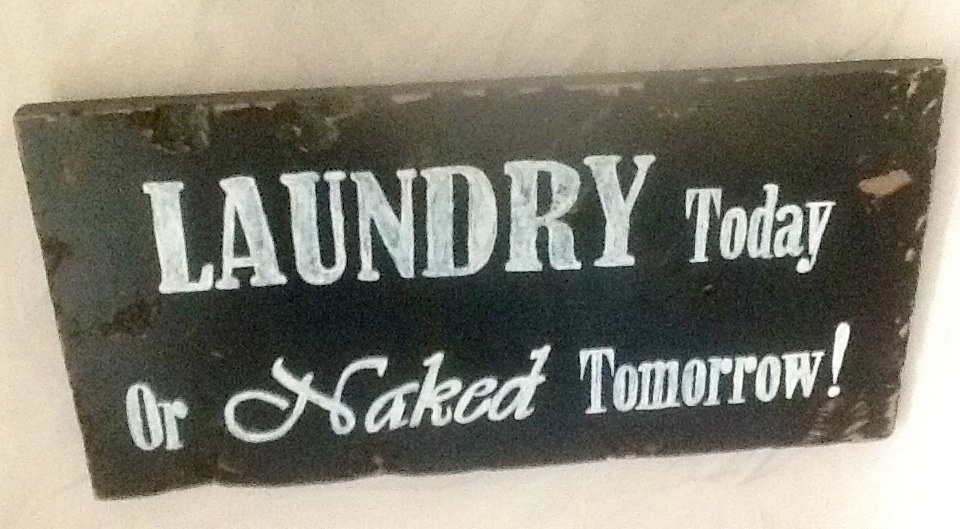 LAUNDRY Today
Or Naked Tomorrow!